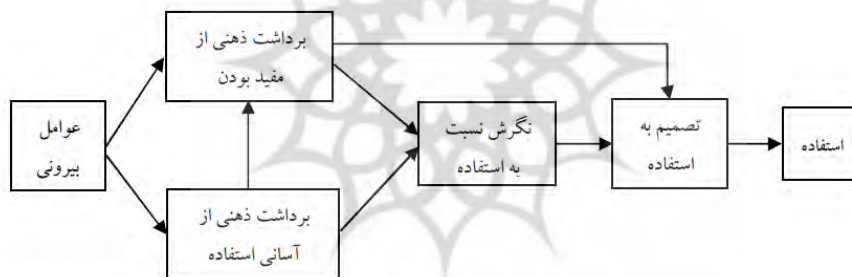 برداشت ذهنی از
مفید بودن
عوامل
بیرونی
نگرش نسبت
به استفاده
تصمیم به
استفاده
استفاده
برداشت ذهنی از
آسانی استفاده